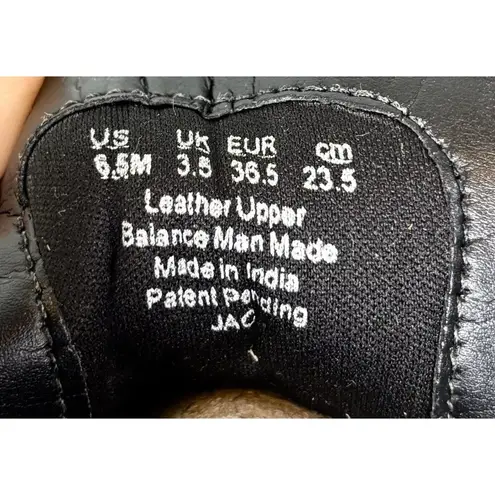 US UK EUR cm
6.5M 3.5 36.5 23.5
Leather Upper
Balance Man Made
Made in India
Patent Pending